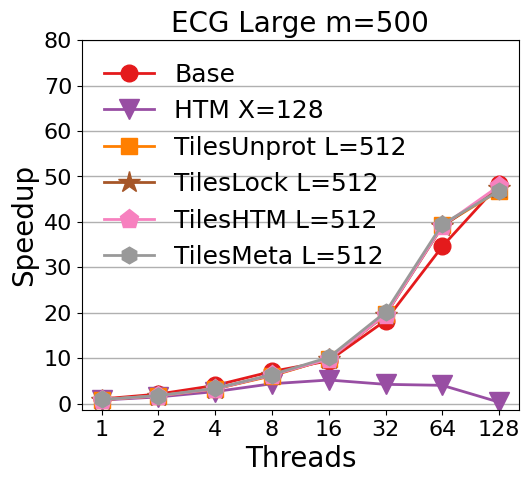 ECG Large m=500
Speedup
80
70
60
50
40
30
20
10
0
Base
HTM X=128
TilesUnprot L=512
TilesLock L=512
TilesHTM L=512
TilesMeta L=512
1 2 4 8 16 32 64 128
Threads